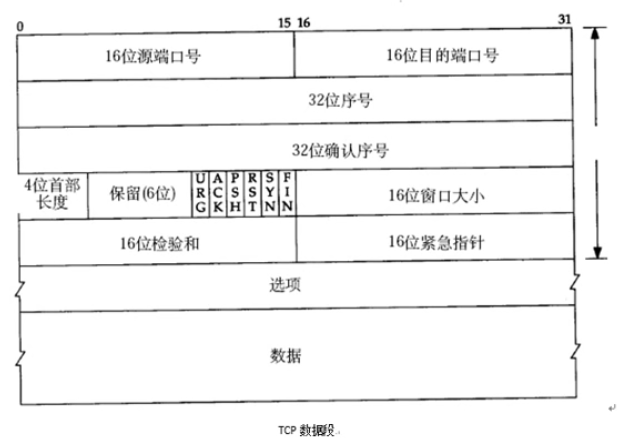 0 15 16 31
16位源端口号 16位目的端口号
32位序号
32位确认序号
4位首部长度 保留(6位) URG ACK PSH RST SYN FIN 16位窗口大小
16位检验和 16位紧急指针
选项
数据
TCP 数据段